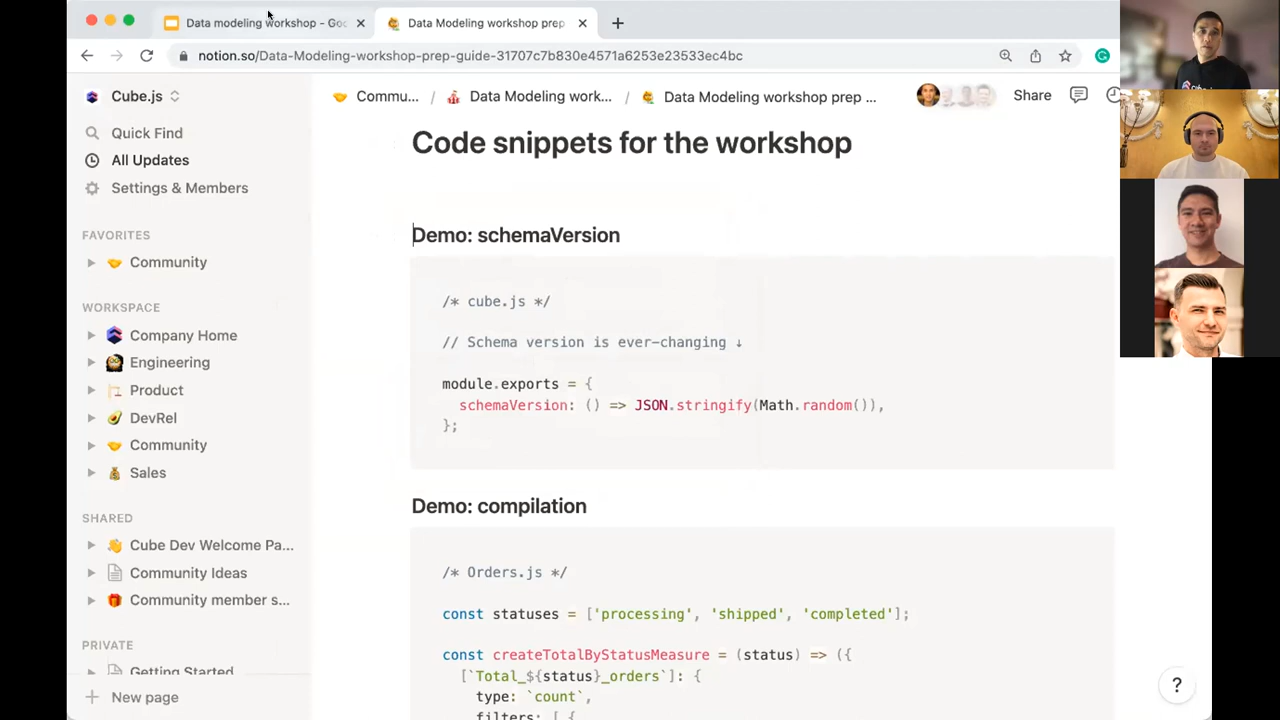 Data modeling workshop - Goo
Data Modeling workshop prep
notion.so/Data-Modeling-workshop-prep-guide-31707c7b830e4571a6253e23533ec4bc
Cube.js
Commu... / Data Modeling work... / Data Modeling workshop prep ...
Share
Quick Find
All Updates
Settings & Members
FAVORITES
Community
WORKSPACE
Company Home
Engineering
Product
DevRel
Community
Sales
SHARED
Cube Dev Welcome Pa...
Community Ideas
Community member s...
PRIVATE
Getting Started
New page
Code snippets for the workshop
Demo: schemaVersion
/* cube.js */
// Schema version is ever-changing ↓
module.exports = {
schemaVersion: () => JSON.stringify(Math.random()),
};
Demo: compilation
/* Orders.js */
const statuses = ['processing', 'shipped', 'completed'];
const createTotalByStatusMeasure = (status) => ({
[`Total_${status}_orders`]: {
type: `count`,
filters: [ {
?